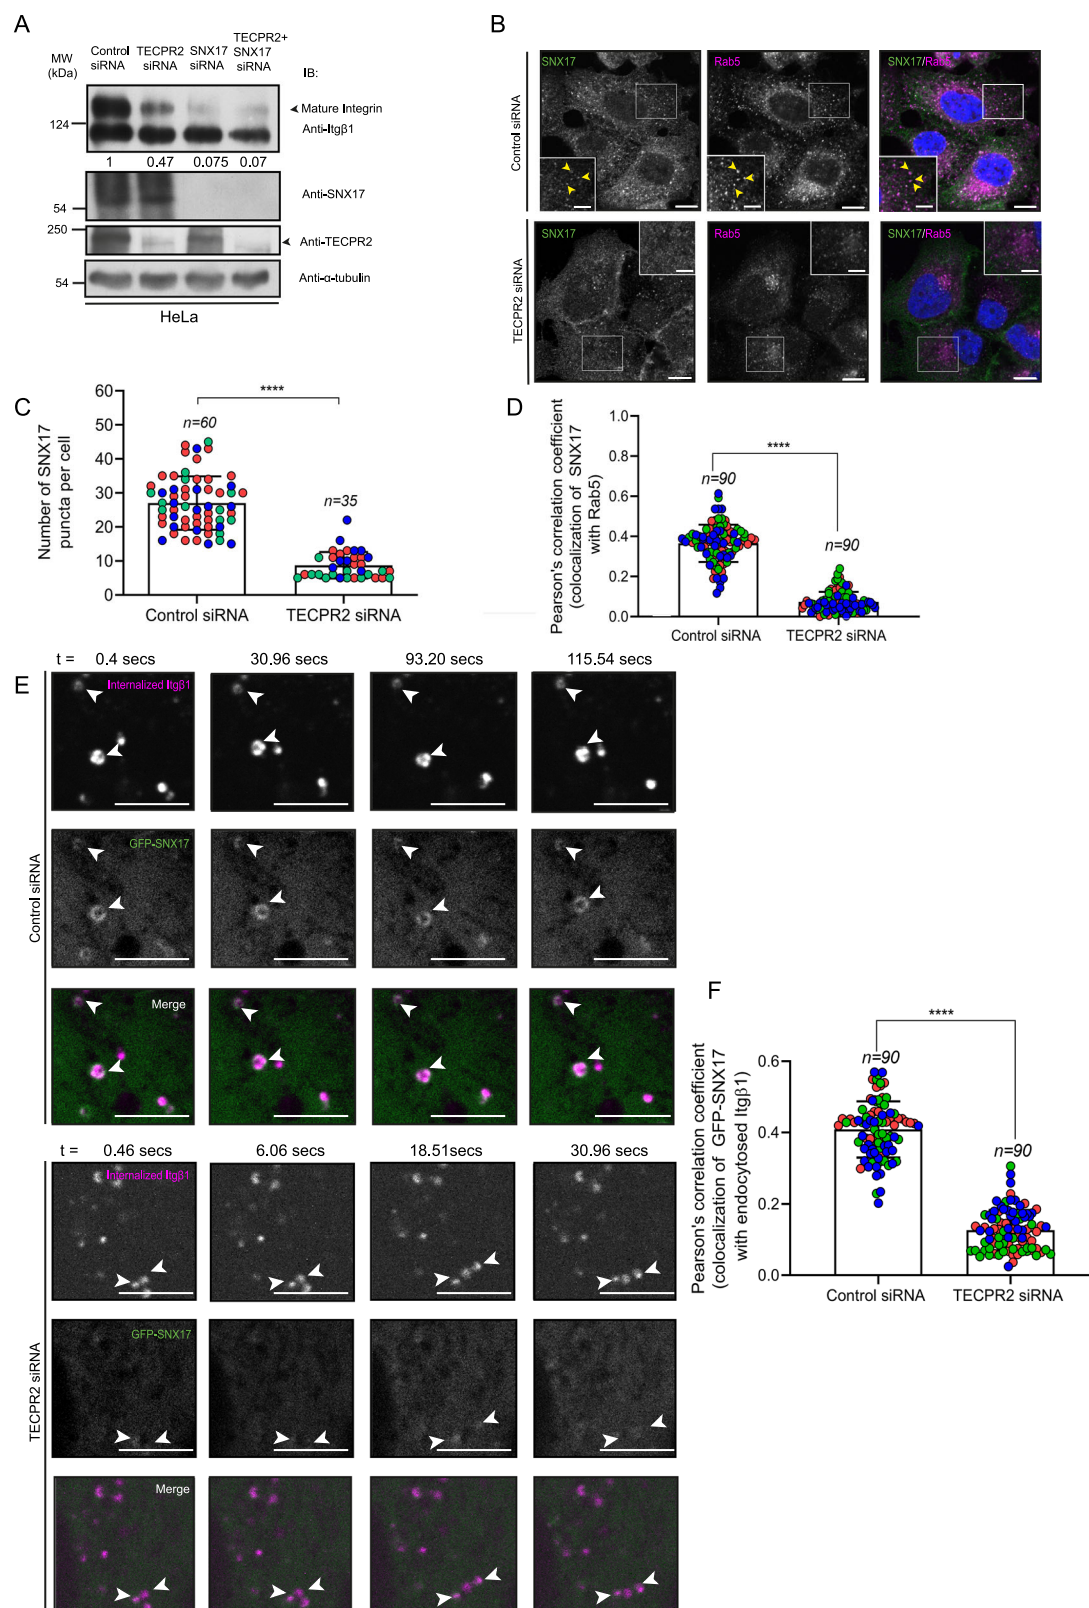 A
MW
(kDa)
Control
siRNA
TECPR2
siRNA
SNX17
siRNA
TECPR2+
SNX17
siRNA
IB:
Mature Integrin
124
Anti-Itgβ1
1 0.47 0.075 0.07
Anti-SNX17
54
250
Anti-TECPR2
54
Anti-α-tubulin
HeLa
B
SNX17 Rab5 SNX17/Rab5
Control siRNA
SNX17 Rab5 SNX17/Rab5
TECPR2 siRNA
C
Number of SNX17
puncta per cell
60
50
40
30
20
10
0
****
n=60
n=35
Control siRNA TECPR2 siRNA
D
Pearson's correlation coefficient
(colocalization of SNX17
with Rab5)
1.0
0.8
0.6
0.4
0.2
0.0
****
n=90
n=90
Control siRNA TECPR2 siRNA
E
t = 0.4 secs 30.96 secs 93.20 secs 115.54 secs
Internalized Itgβ1
GFP-SNX17
Control siRNA
Merge
t = 0.46 secs 6.06 secs 18.51secs 30.96 secs
Internalized Itgβ1
GFP-SNX17
TECPR2 siRNA
Merge
F
Pearson's correlation coefficient
(colocalization of GFP-SNX17
with endocytosed Itgβ1)
0.6
0.4
0.2
0.0
****
n=90
n=90
Control siRNA TECPR2 siRNA